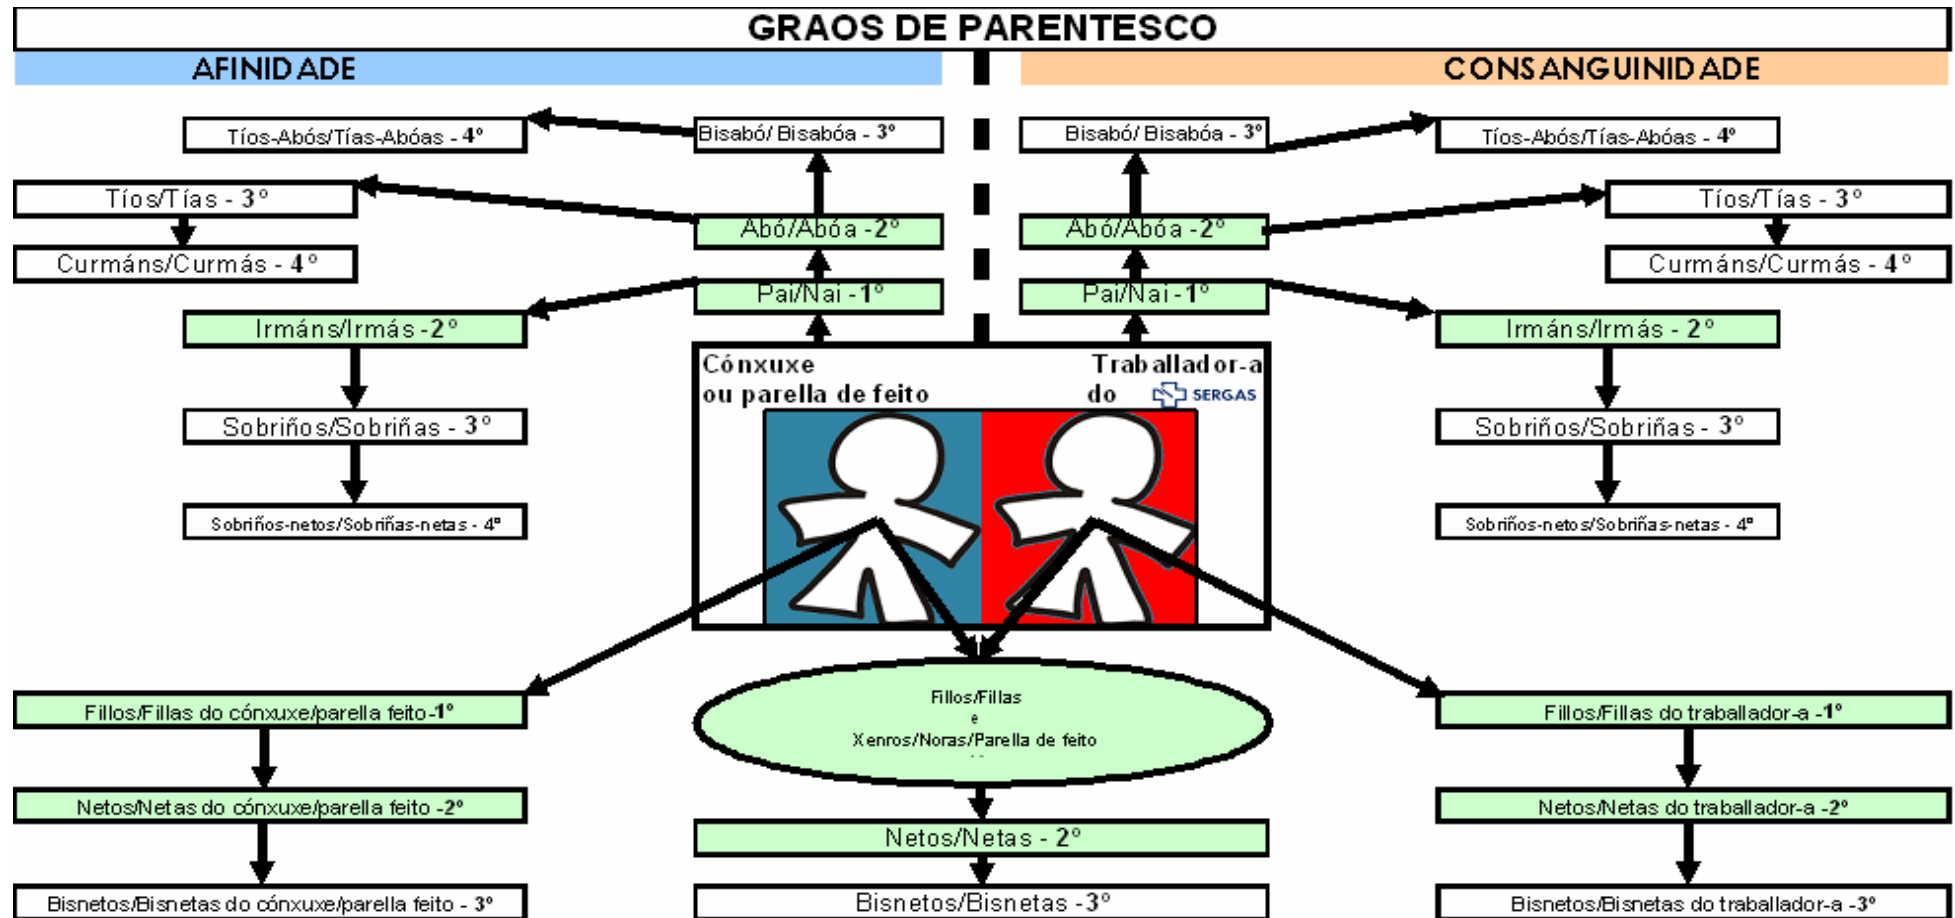 GRAOS DE PARENTESCO
AFINIDADE
CONSANGUINIDADE
Tíos-Abós/Tías-Abóas - 4º
Bisabó/ Bisabóa - 3º
Bisabó/ Bisabóa - 3º
Tíos-Abós/Tías-Abóas - 4º
Tíos/Tías - 3º
Abó/Abóa -2º
Abó/Abóa -2º
Tíos/Tías - 3º
Curmáns/Curmás - 4º
Curmáns/Curmás - 4º
Pai/Nai -1º
Pai/Nai -1º
Irmáns/Irmás -2º
Irmáns/Irmás - 2º
Cónxuxe
ou parella de feito
Traballador-a
do SERGAS
Sobriños/Sobriñas - 3º
Sobriños/Sobriñas - 3º
Sobriños-netos/Sobriñas-netas - 4º
Sobriños-netos/Sobriñas-netas - 4º
Fillos/Fillas do cónxuxe/parella feito-1º
Fillos/Fillas
e
Xenros/Noras/Parella de feito
Fillos/Fillas do traballador-a -1º
Netos/Netas do cónxuxe/parella feito -2º
Netos/Netas - 2º
Netos/Netas do traballador-a -2º
Bisnetos/Bisnetas do cónxuxe/parella feito - 3º
Bisnetos/Bisnetas -3º
Bisnetos/Bisnetas do traballador-a -3º